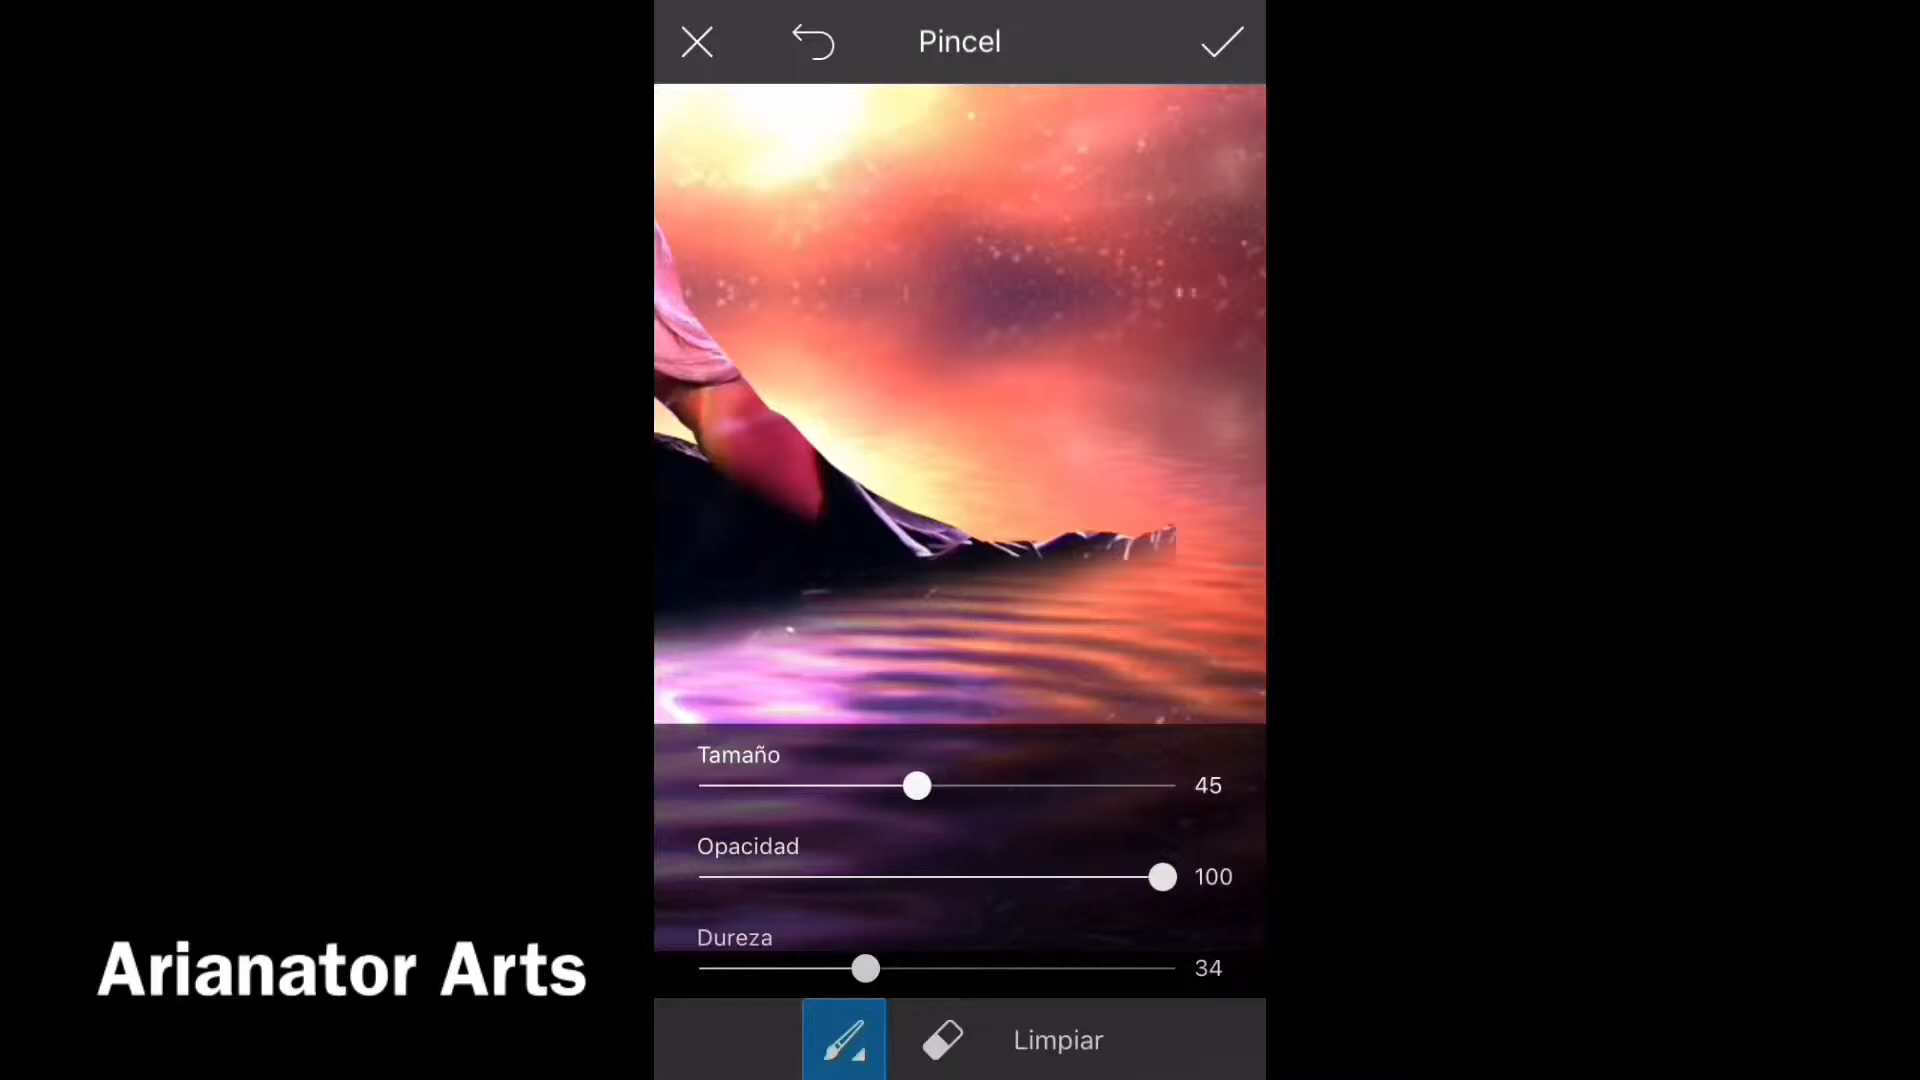 Pincel
Tamaño
45
Opacidad
100
Dureza
34
Limpiar
Arianator Arts